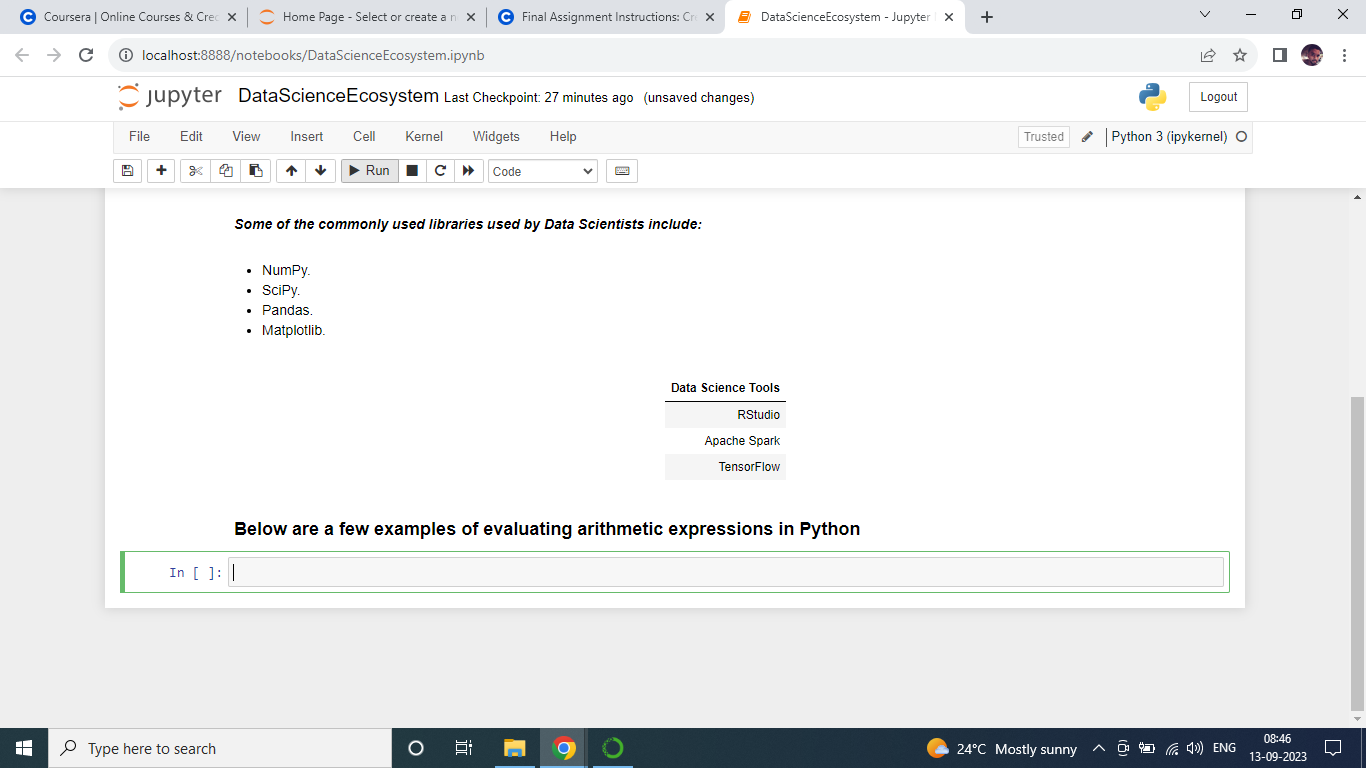 Coursera | Online Courses & Cre
Home Page - Select or create a n
Final Assignment Instructions: Cr
DataScienceEcosystem - Jupyter
localhost:8888/notebooks/DataScienceEcosystem.ipynb
jupyter DataScienceEcosystem Last Checkpoint: 27 minutes ago (unsaved changes)
Logout
File Edit View Insert Cell Kernel Widgets Help
Trusted Python 3 (ipykernel)
Run Code
Some of the commonly used libraries used by Data Scientists include:
• NumPy.
• SciPy.
• Pandas.
• Matplotlib.
Data Science Tools
RStudio
Apache Spark
TensorFlow
Below are a few examples of evaluating arithmetic expressions in Python
In [ ]:
Type here to search
24°C Mostly sunny
ENG
08:46
13-09-2023